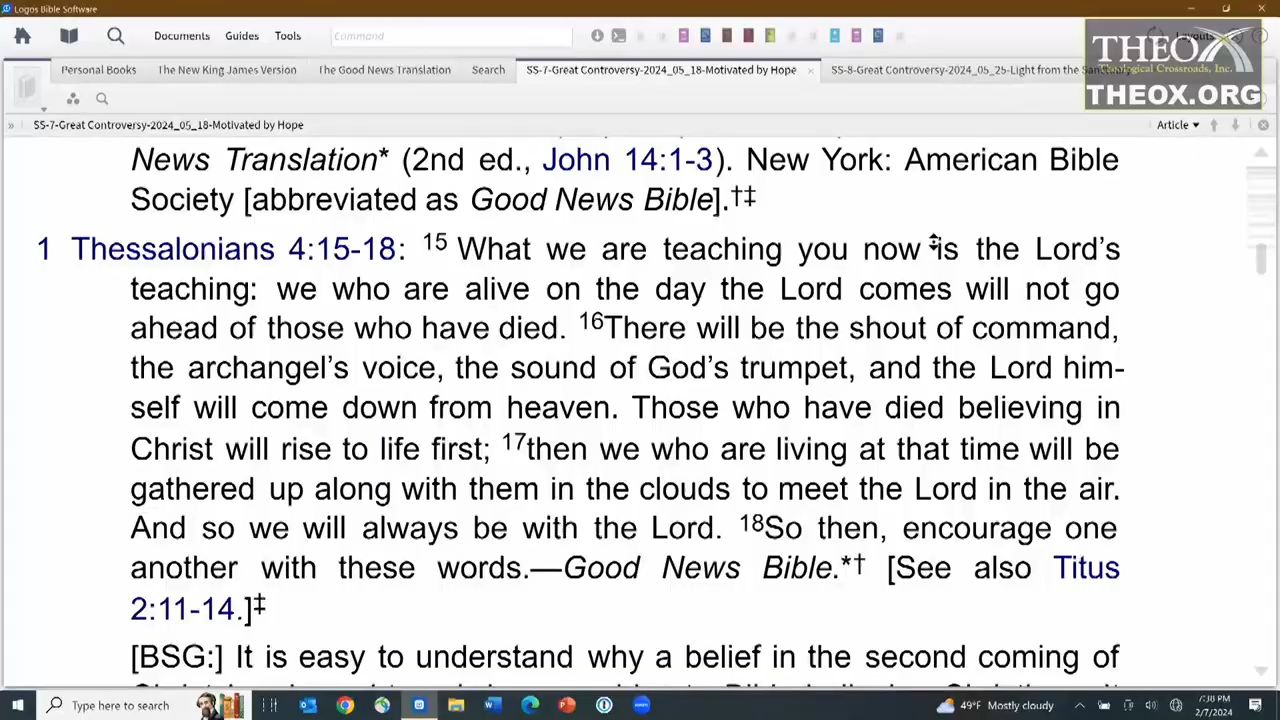 Logos Bible Software
Documents Guides Tools Command Layouts
THEOX
Theological Crossroads, Inc.
THEOX.ORG
Personal Books The New King James Version The Good News Translation Search SS-7-Great Controversy-2024_05_18-Motivated by Hope SS-8-Great Controversy-2024_05_25-Light from the Sanctuary
SS-7-Great Controversy-2024_05_18-Motivated by Hope Article
News Translation* (2nd ed., John 14:1-3). New York: American Bible
Society [abbreviated as Good News Bible].†‡
1 Thessalonians 4:15-18: 15 What we are teaching you now is the Lord’s
teaching: we who are alive on the day the Lord comes will not go
ahead of those who have died. 16There will be the shout of command,
the archangel’s voice, the sound of God’s trumpet, and the Lord him-
self will come down from heaven. Those who have died believing in
Christ will rise to life first; 17then we who are living at that time will be
gathered up along with them in the clouds to meet the Lord in the air.
And so we will always be with the Lord. 18So then, encourage one
another with these words.—Good News Bible.*† [See also Titus
2:11-14.]‡
[BSG:] It is easy to understand why a belief in the second coming of
Type here to search
zoom
49°F Mostly cloudy
7:38 PM
2/7/2024